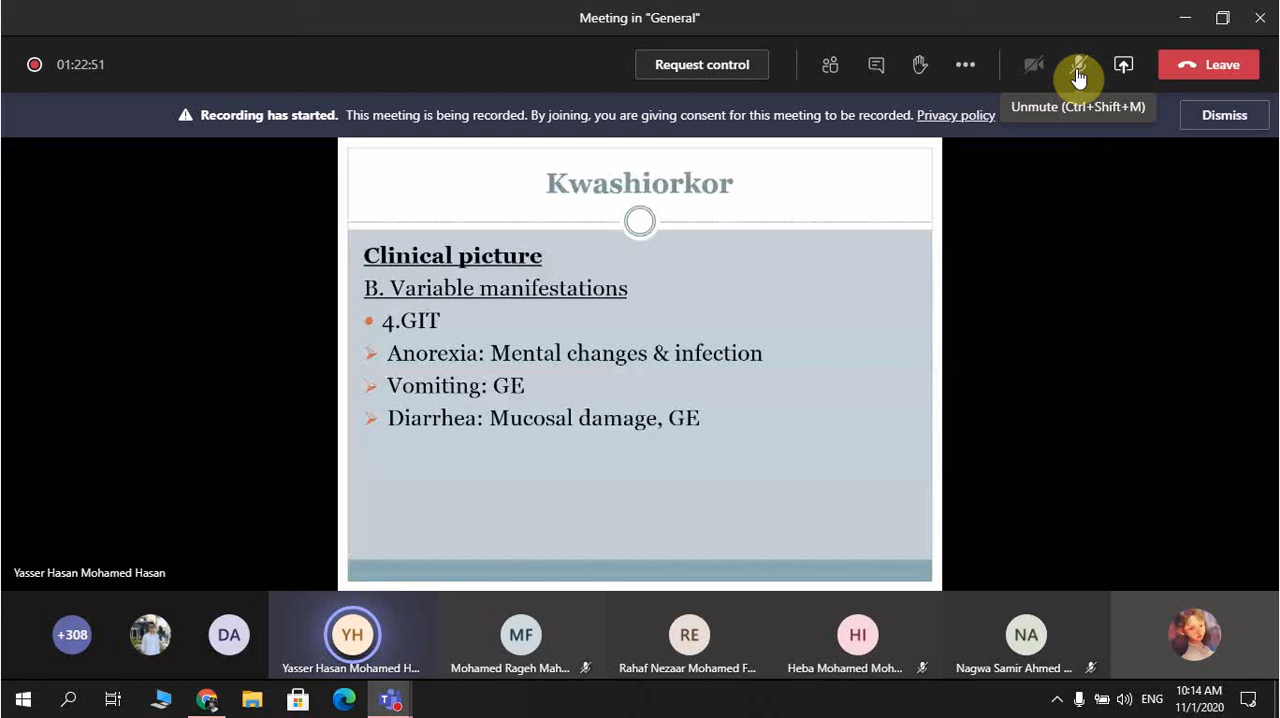 Meeting in "General"
01:22:51
Request control
Leave
Recording has started. This meeting is being recorded. By joining, you are giving consent for this meeting to be recorded. Privacy policy
Unmute (Ctrl+Shift+M)
Dismiss
Kwashiorkor
Clinical picture
B. Variable manifestations
4.GIT
Anorexia: Mental changes & infection
Vomiting: GE
Diarrhea: Mucosal damage, GE
Yasser Hasan Mohamed Hasan
+308
DA
YH
MF
RE
HI
NA
Yasser Hasan Mohamed H...
Mohamed Rageh Mah...
Rahaf Nezaar Mohamed F...
Heba Mohamed Moh...
Nagwa Samir Ahmed ...
ENG
10:14 AM
11/1/2020